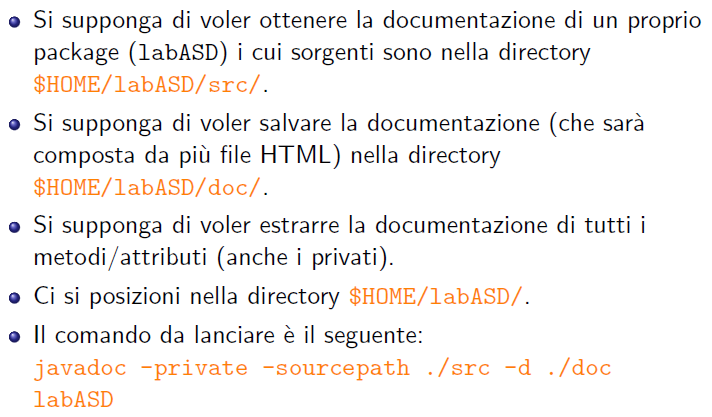 Si supponga di voler ottenere la documentazione di un proprio
package (labASD) i cui sorgenti sono nella directory
$HOME/labASD/src/.
Si supponga di voler salvare la documentazione (che sarà
composta da più file HTML) nella directory
$HOME/labASD/doc/.
Si supponga di voler estrarre la documentazione di tutti i
metodi/attributi (anche i privati).
Ci si posizioni nella directory $HOME/labASD/.
Il comando da lanciare è il seguente:
javadoc -private -sourcepath ./src -d ./doc
labASD